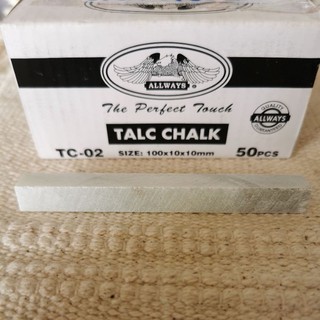 ALLWAYS ®
The Perfect Touch
TALC CHALK
TC-02 SIZE: 100x10x10mm 50PCS
QUALITY
ALLWAYS